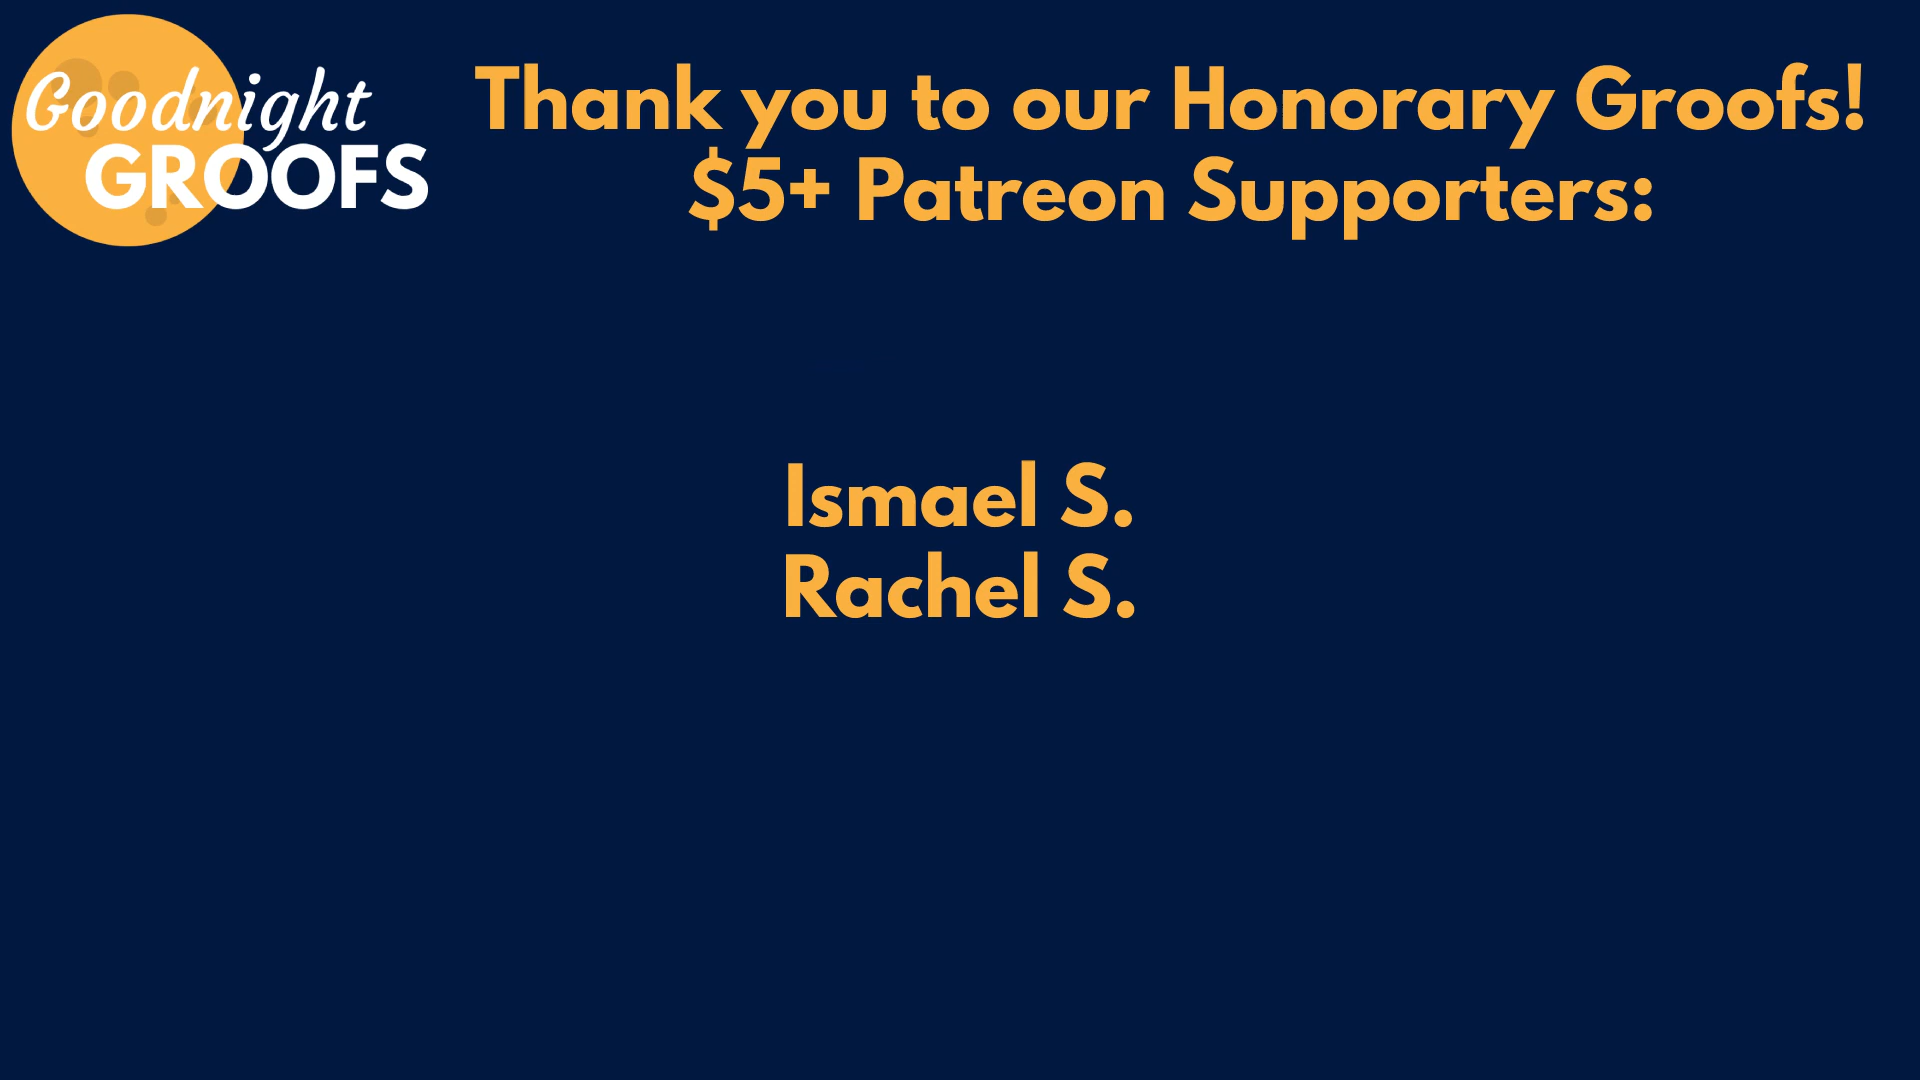 Goodnight
GROOFS
Thank you to our Honorary Groofs!
$5+ Patreon Supporters:
Ismael S.
Rachel S.